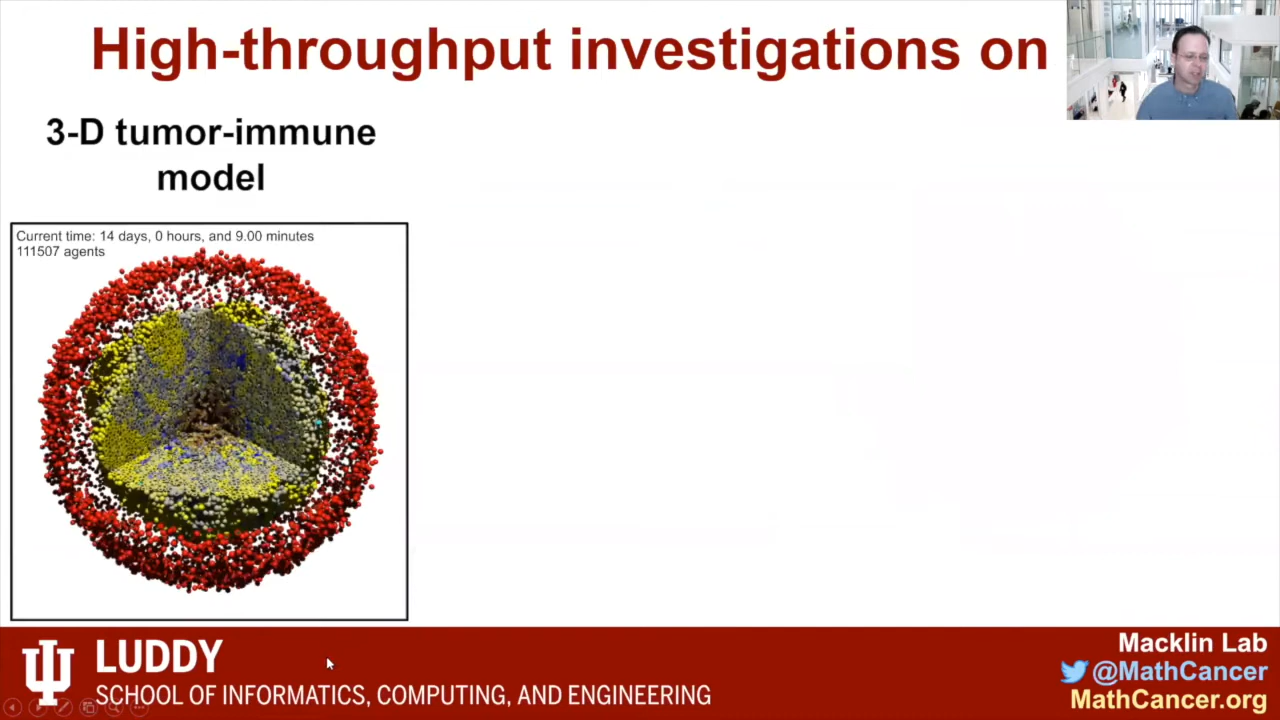 High-throughput investigations on
3-D tumor-immune
model
Current time: 14 days, 0 hours, and 9.00 minutes
111507 agents
LUDDY
SCHOOL OF INFORMATICS, COMPUTING, AND ENGINEERING
Macklin Lab
@MathCancer
MathCancer.org